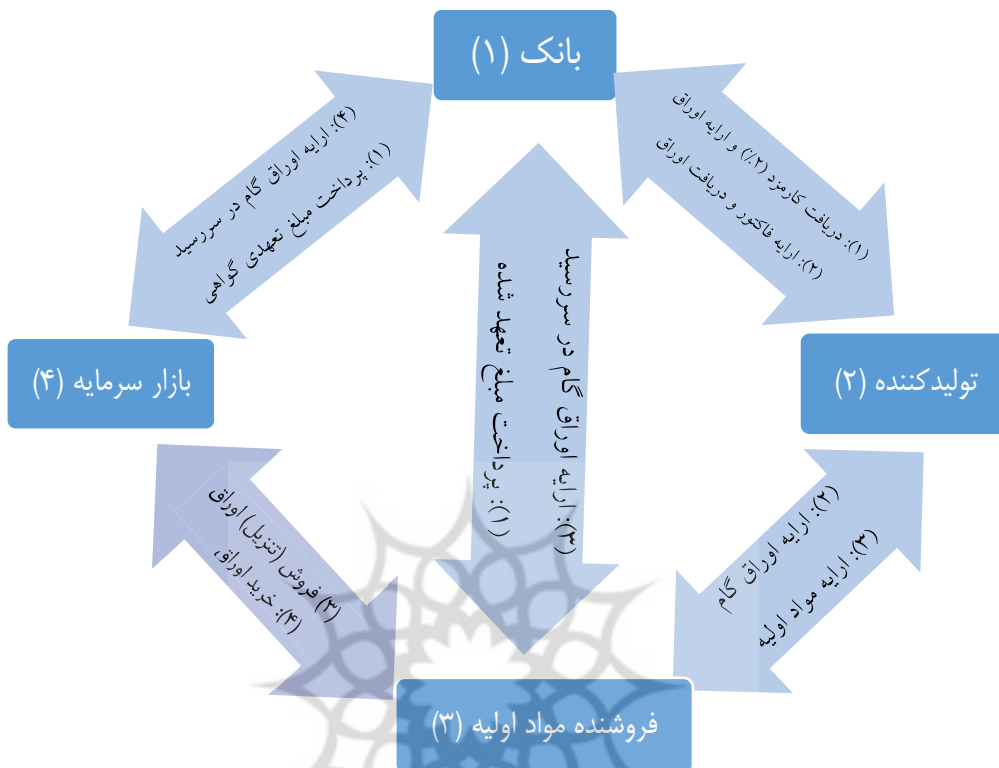 بانک (۱)
(۴): ارایه اوراق گام در سررسید
(۱): پرداخت مبلغ تعهدی گواهی
(۱): دریافت کارمزد (۲٪) و ارایه اوراق
(۲): ارایه فاکتور و دریافت اوراق
(۳): ارایه اوراق گام در سررسید
(۱): پرداخت مبلغ تعهد شده
تولیدکننده (۲)
بازار سرمایه (۴)
(۲): ارایه اوراق گام
(۳): ارایه مواد اولیه
(۳) فروش (تنزیل) اوراق
(۴): خرید اوراق
فروشنده مواد اولیه (۳)